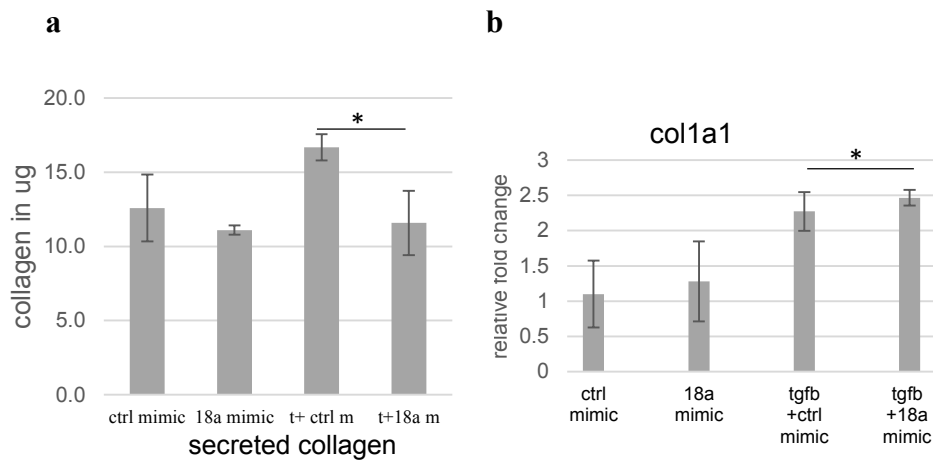 a
20.0
15.0
10.0
5.0
0.0
collagen in ug
*
ctrl mimic 18a mimic t+ ctrl m t+18a m
secreted collagen
b
col1a1
3
2.5
2
1.5
1
0.5
0
relative fold change
*
ctrl
mimic
18a
mimic
tgfb
+ctrl
mimic
tgfb
+18a
mimic